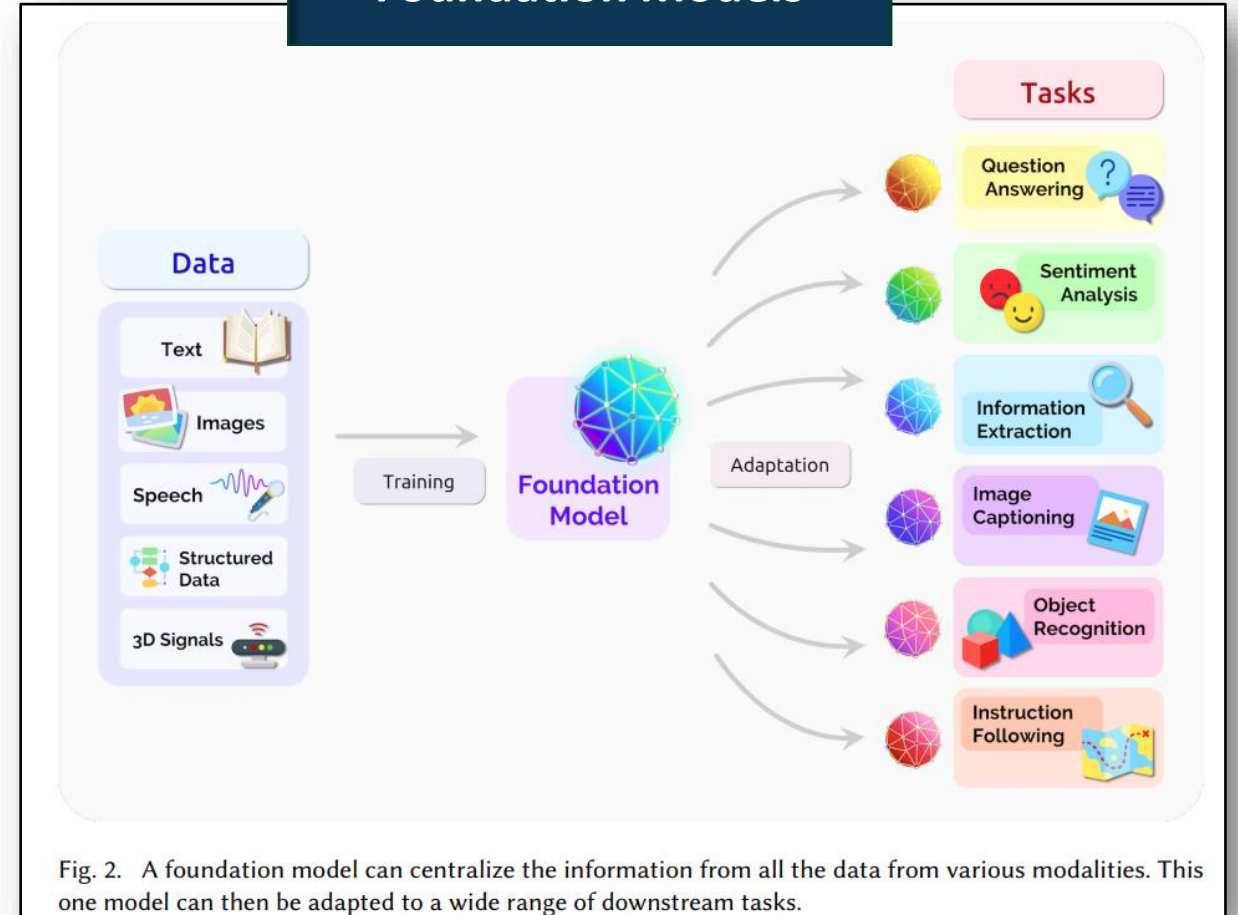 Foundation Models
Tasks
Question
Answering
?
Data
Sentiment
Analysis
Text
Images
Information
Extraction
Speech
Training
Foundation
Model
Adaptation
Image
Captioning
Structured
Data
Object
Recognition
3D Signals
Instruction
Following
Fig. 2. A foundation model can centralize the information from all the data from various modalities. This
one model can then be adapted to a wide range of downstream tasks.